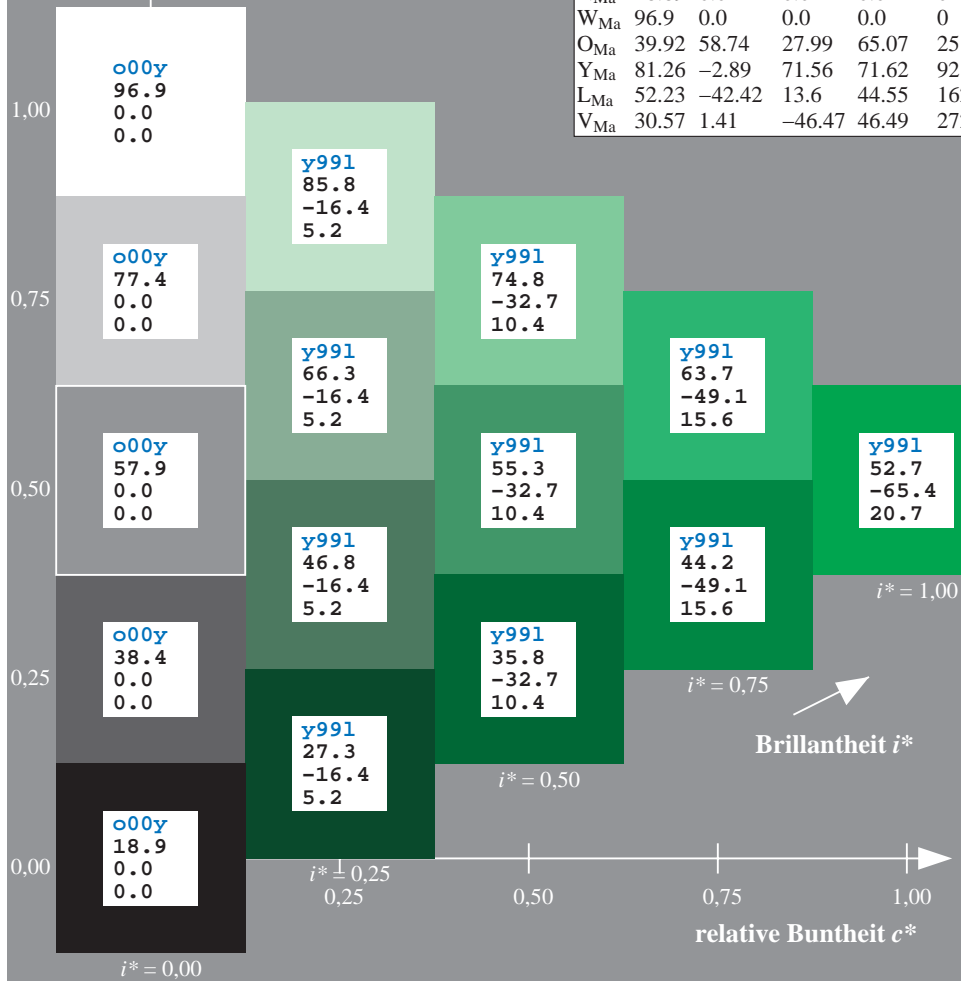 W_Ma 96.9 0.0 0.0 0.0 0
O_Ma 39.92 58.74 27.99 65.07 25
Y_Ma 81.26 −2.89 71.56 71.62 92
L_Ma 52.23 −42.42 13.6 44.55
V_Ma 30.57 1.41 −46.47 46.49
1,00
o00y
96.9
0.0
0.0
y99l
85.8
-16.4
5.2
0,75
o00y
77.4
0.0
0.0
y99l
74.8
-32.7
10.4
y99l
66.3
-16.4
5.2
y99l
63.7
-49.1
15.6
0,50
o00y
57.9
0.0
0.0
y99l
55.3
-32.7
10.4
y99l
52.7
-65.4
20.7
i* = 1,00
y99l
46.8
-16.4
5.2
y99l
44.2
-49.1
15.6
0,25
o00y
38.4
0.0
0.0
y99l
35.8
-32.7
10.4
i* = 0,75
Brillantheit i*
y99l
27.3
-16.4
5.2
i* = 0,50
0,00
o00y
18.9
0.0
0.0
i* = 0,25
0,25 0,50 0,75 1,00
relative Buntheit c*
i* = 0,00